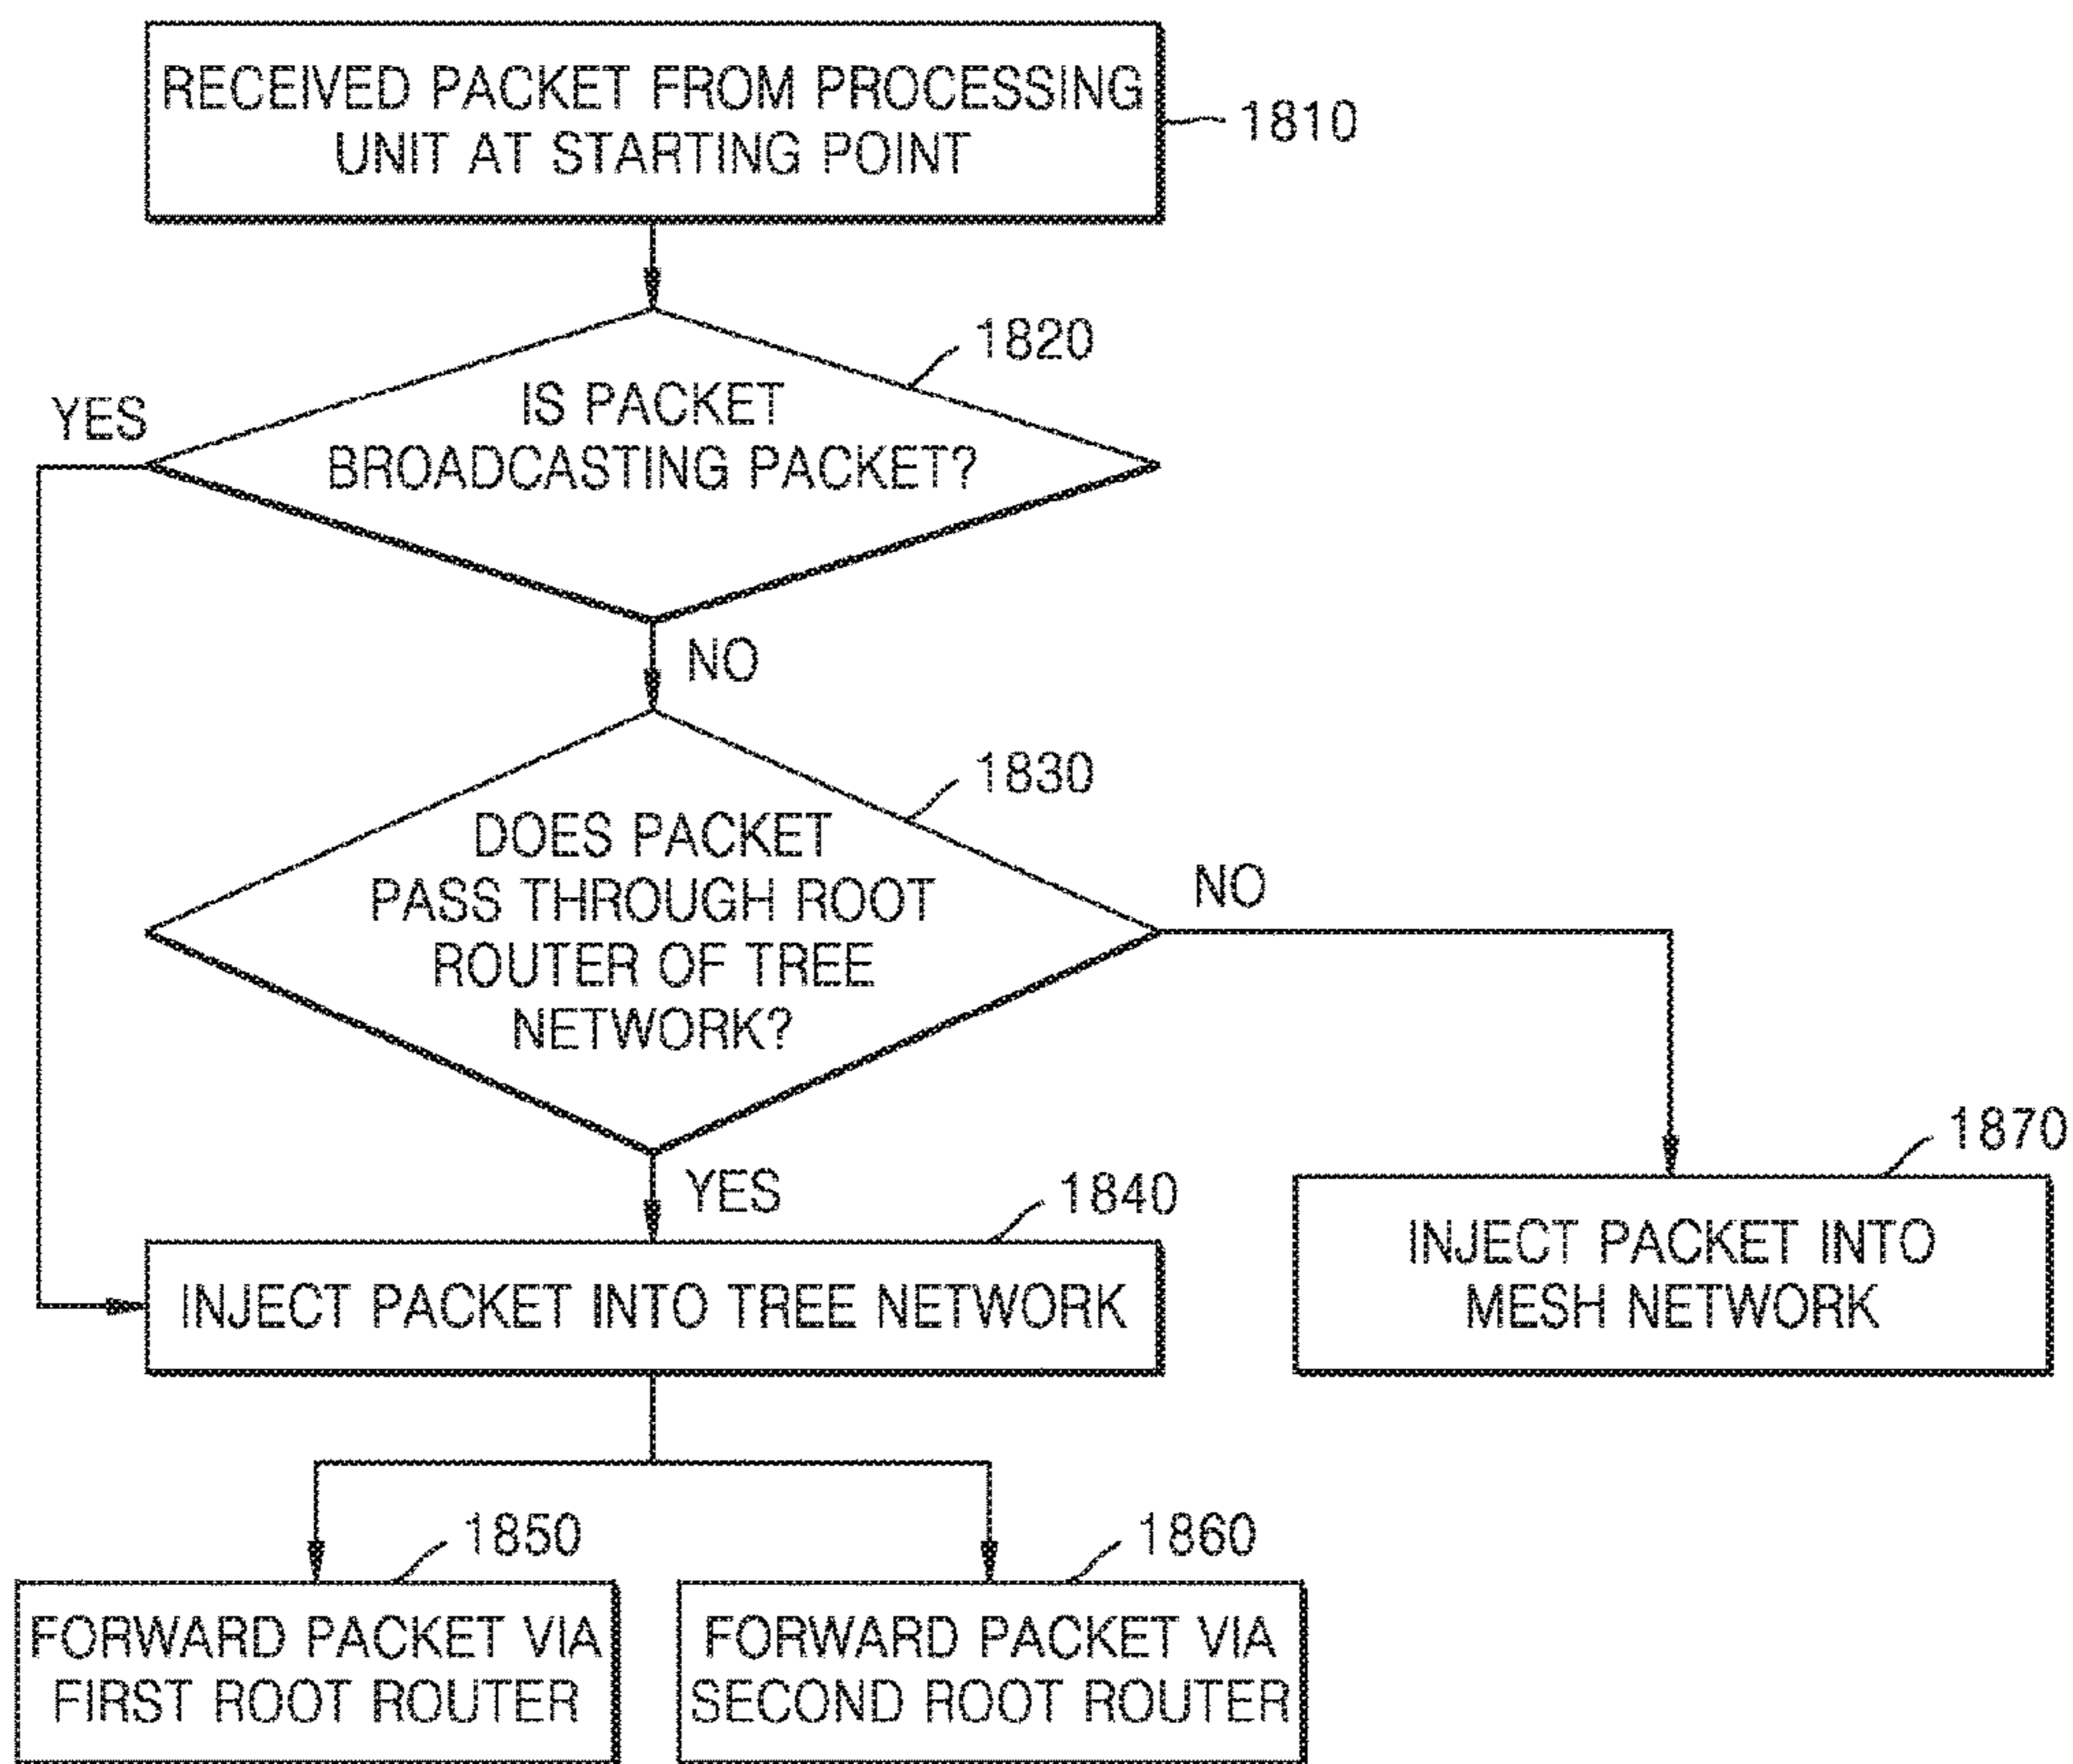 RECEIVED PACKET FROM PROCESSING
UNIT AT STARTING POINT
1810
1820
YES
IS PACKET
BROADCASTING PACKET?
NO
1830
DOES PACKET
PASS THROUGH ROOT
ROUTER OF TREE
NETWORK?
NO
YES
1840
INJECT PACKET INTO TREE NETWORK
1870
INJECT PACKET INTO
MESH NETWORK
1850
FORWARD PACKET VIA
FIRST ROOT ROUTER
1860
FORWARD PACKET VIA
SECOND ROOT ROUTER